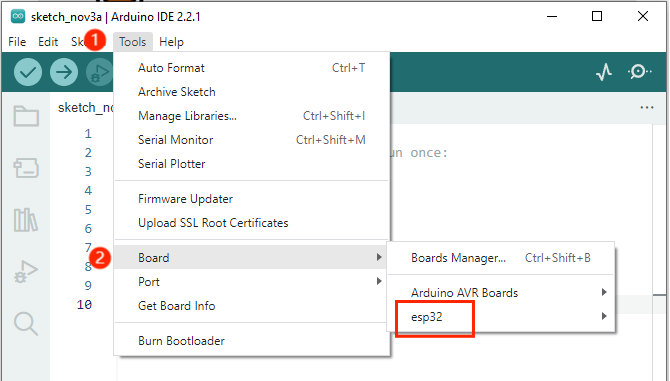 sketch_nov3a | Arduino IDE 2.2.1
File Edit Sk 1 Tools Help
Auto Format Ctrl+T
Archive Sketch
Manage Libraries... Ctrl+Shift+I
Serial Monitor Ctrl+Shift+M
Serial Plotter
Firmware Updater
Upload SSL Root Certificates
2 Board
Port
Get Board Info
Burn Bootloader
Boards Manager... Ctrl+Shift+B
Arduino AVR Boards
esp32
sketch_no
...
1
2 un once:
3
4
5
6
7
8
9
10